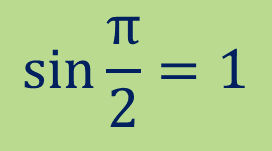 sin π/2 = 1